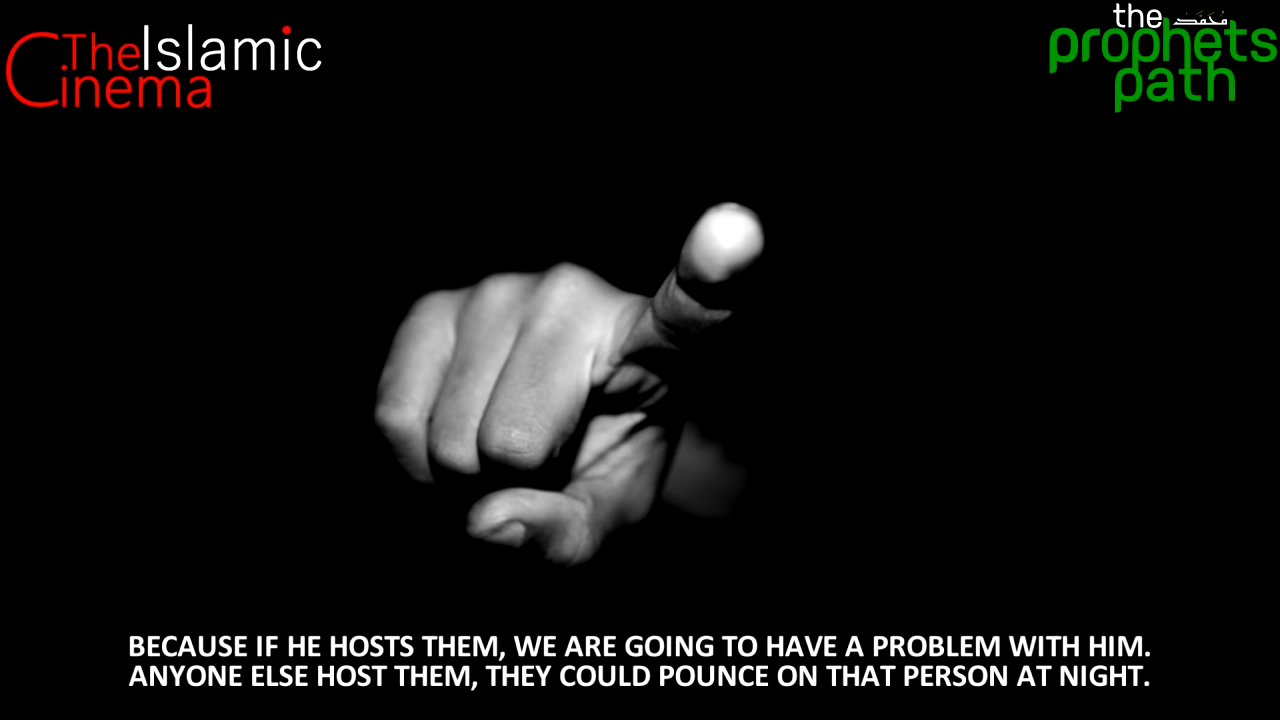 The Islamic
Cinema
the مُحَمَّد
prophets
path
BECAUSE IF HE HOSTS THEM, WE ARE GOING TO HAVE A PROBLEM WITH HIM.
ANYONE ELSE HOST THEM, THEY COULD POUNCE ON THAT PERSON AT NIGHT.